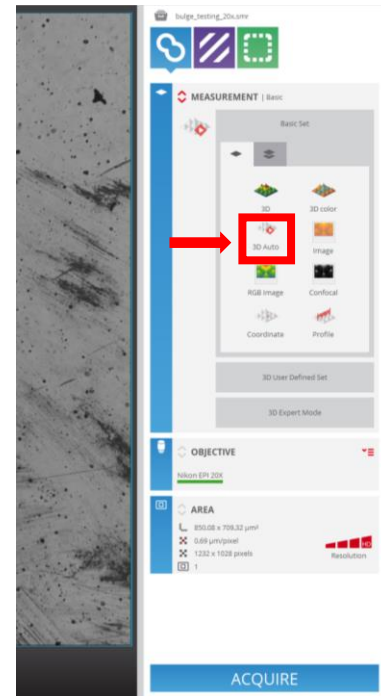 bulge_testing_20x.smr
MEASUREMENT | Basic
Basic Set
3D
3D color
3D Auto
Image
RGB Image
Confocal
Coordinate
Profile
3D User Defined Set
3D Expert Mode
OBJECTIVE
Nikon EPI 20X
AREA
850.08 x 709.32 µm²
0.69 µm/pixel
1232 x 1028 pixels
HD
Resolution
1
ACQUIRE